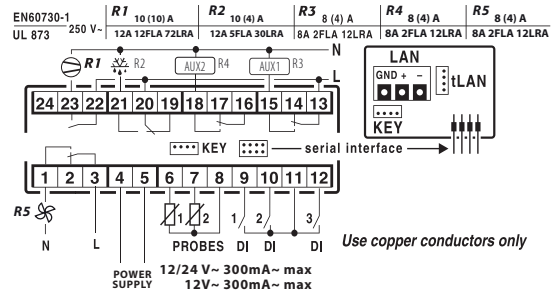 EN60730-1 250 V~ R1 10 (10) A R2 10 (4) A R3 8 (4) A R4 8 (4) A R5 8 (4) A
UL 873 12A 12FLA 72LRA 12A 5FLA 30LRA 8A 2FLA 12LRA 8A 2FLA 12LRA 8A 2FLA 12LRA
N
R1 R2 AUX2 R4 AUX1 R3
L
24 23 22 21 20 19 18 17 16 15 14 13
LAN
GND + -
tLAN
KEY
KEY serial interface
1 2 3 4 5 6 7 8 9 10 11 12
R5 1 2 1 2 3
N L PROBES DI DI DI
Use copper conductors only
POWER SUPPLY
12/24 V~ 300mA~ max
12V~ 300mA~ max